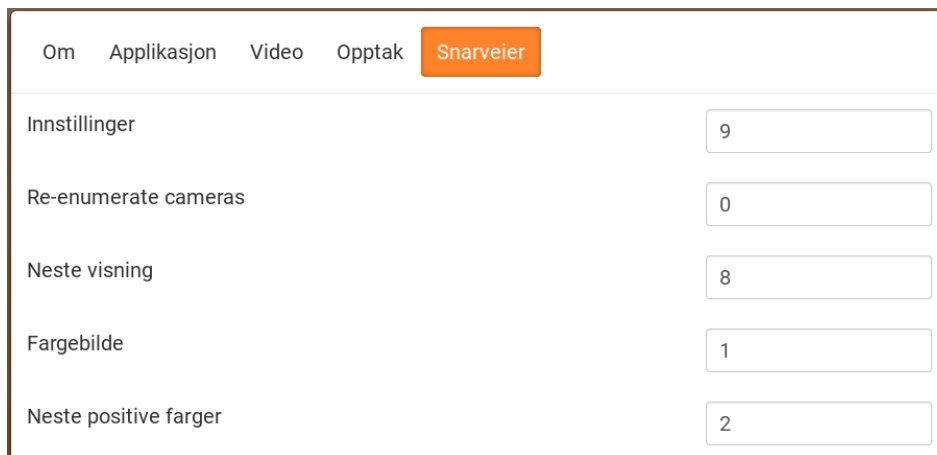 Om Applikasjon Video Opptak Snarveier
Innstillinger 9
Re-enumerate cameras 0
Neste visning 8
Fargebilde 1
Neste positive farger 2